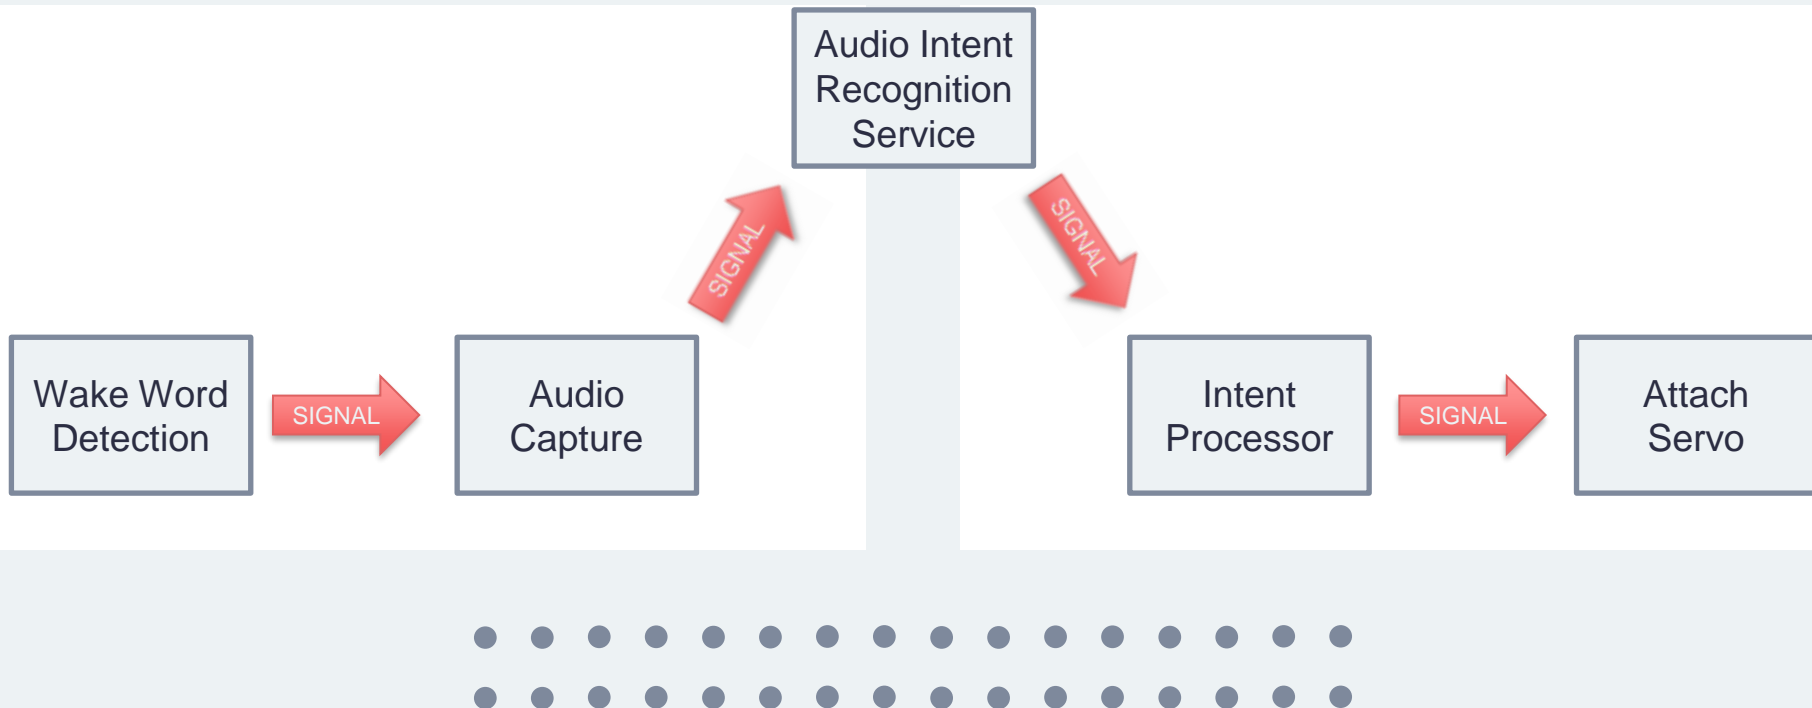 Audio Intent
Recognition
Service
SIGNAL
SIGNAL
Wake Word
Detection
SIGNAL
Audio
Capture
Intent
Processor
SIGNAL
Attach
Servo